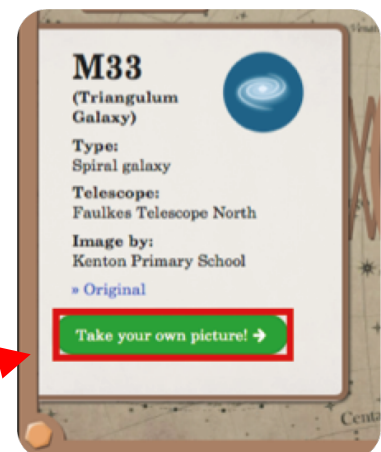 M33
(Triangulum
Galaxy)
Type:
Spiral galaxy
Telescope:
Faulkes Telescope North
Image by:
Kenton Primary School
» Original
Take your own picture! →